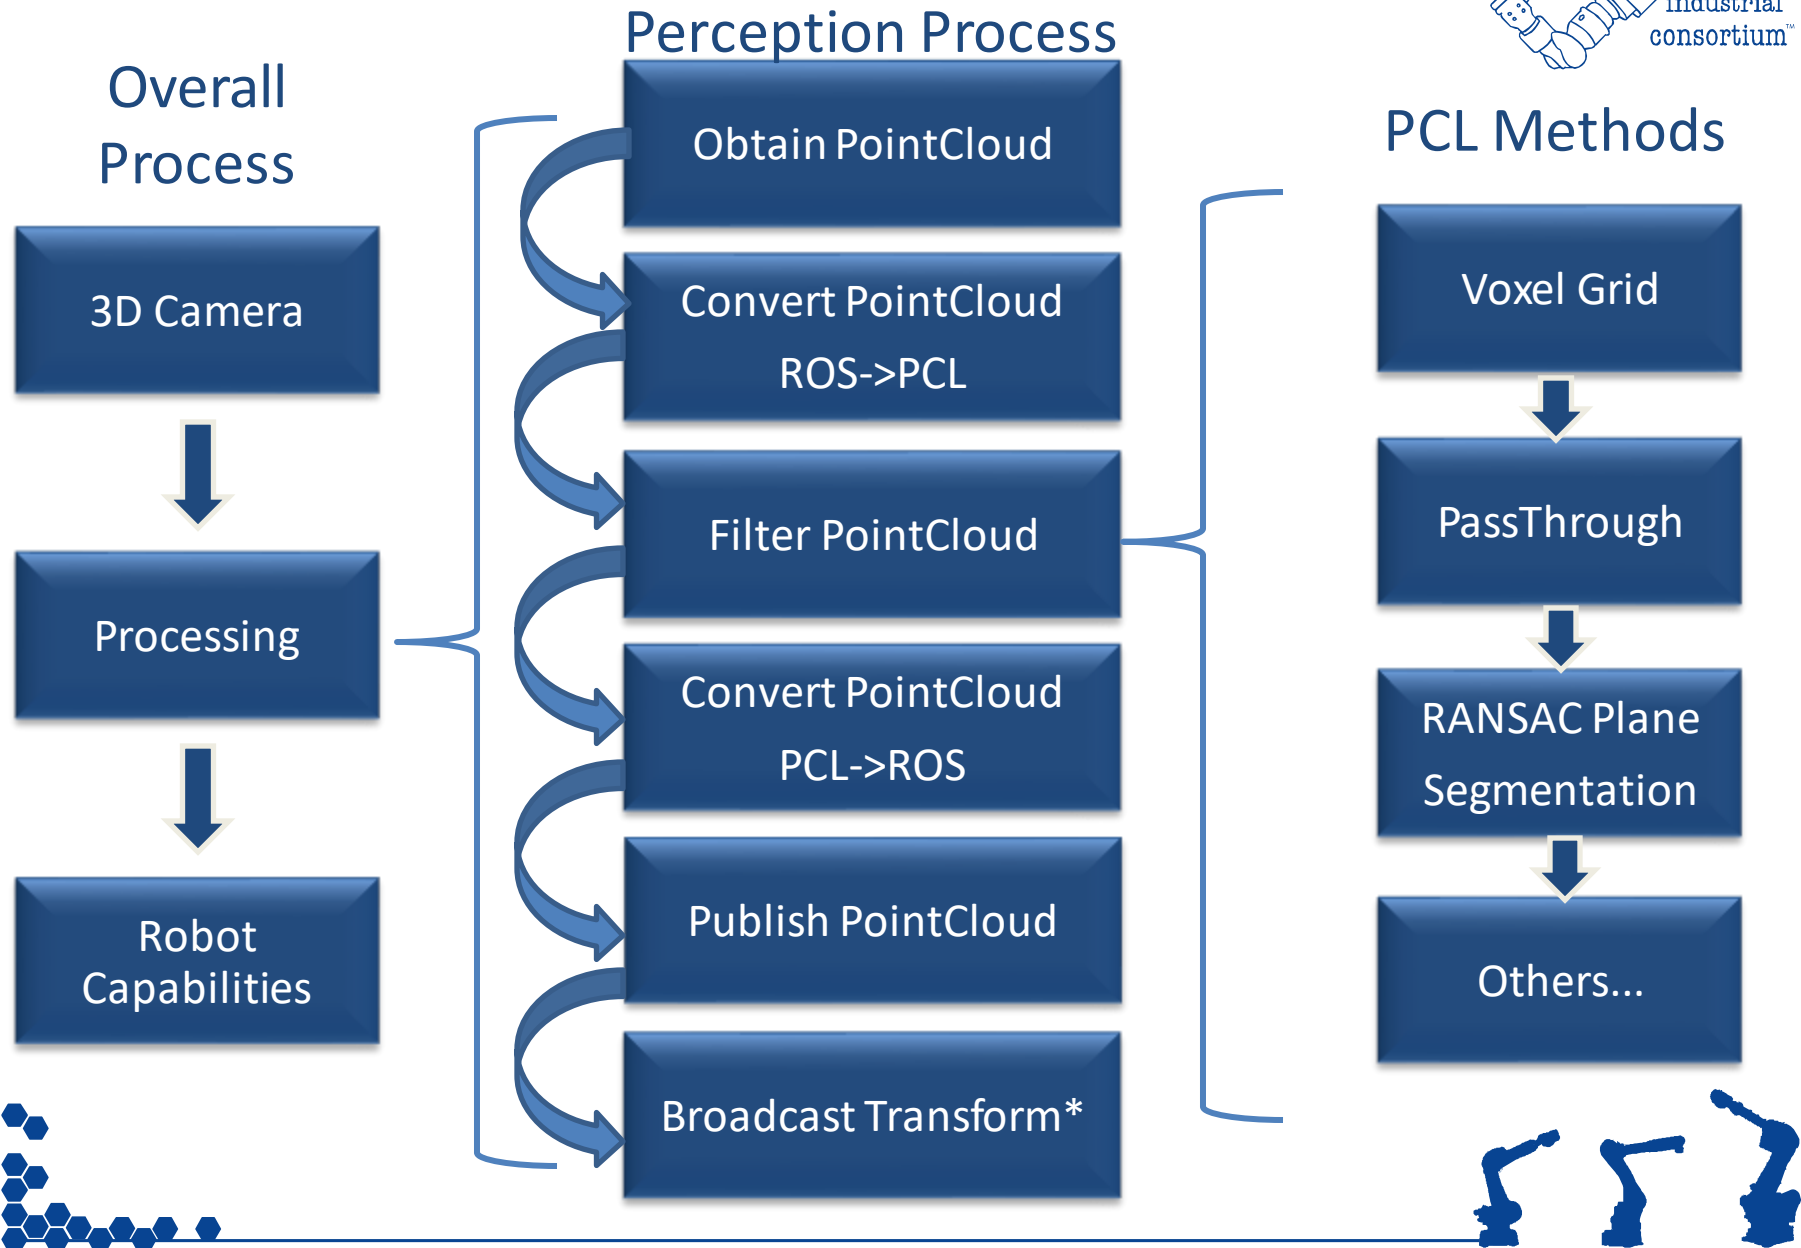 Perception Process
industrial
consortium™
Overall
Process
PCL Methods
3D Camera
Processing
Robot
Capabilities
Obtain PointCloud
Convert PointCloud
ROS->PCL
Filter PointCloud
Convert PointCloud
PCL->ROS
Publish PointCloud
Broadcast Transform*
Voxel Grid
PassThrough
RANSAC Plane
Segmentation
Others...